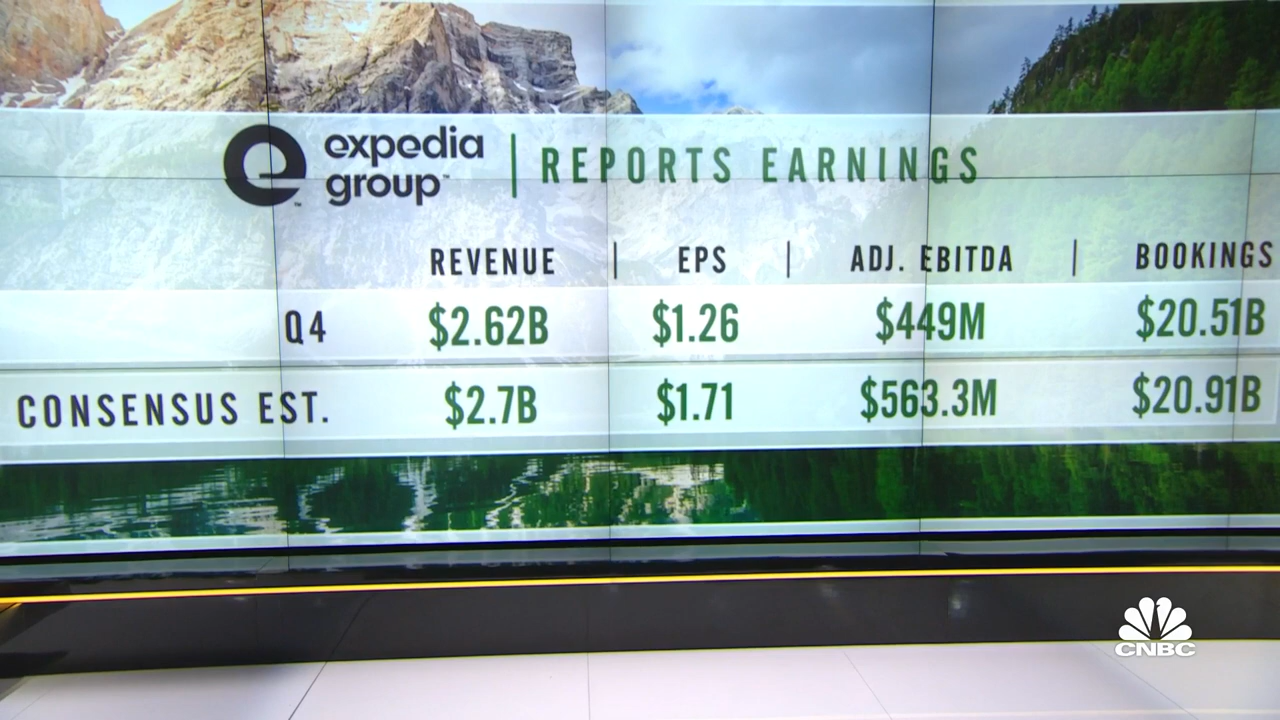 expedia
group™ | REPORTS EARNINGS
REVENUE | EPS | ADJ. EBITDA | BOOKINGS
Q4 $2.62B $1.26 $449M $20.51B
CONSENSUS EST. $2.7B $1.71 $563.3M $20.91B
CNBC